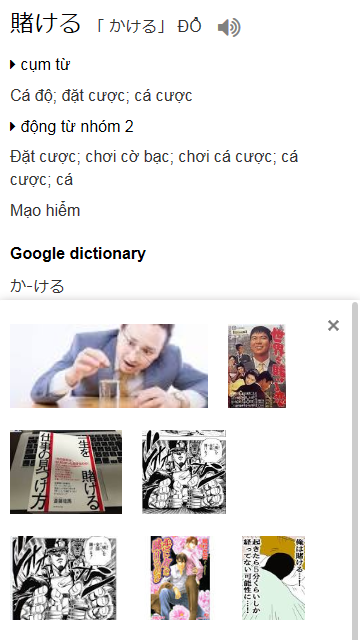 賭ける 「 かける」 ĐỔ
cụm từ
Cá độ; đặt cược; cá cược
động từ nhóm 2
Đặt cược; chơi cờ bạc; chơi cá cược; cá
cược; cá
Mạo hiểm
Google dictionary
か-ける
一生を賭ける
仕事の見つけ方
俺は賭ける…!
起きたら5分くらいしか
経ってない可能性に…!